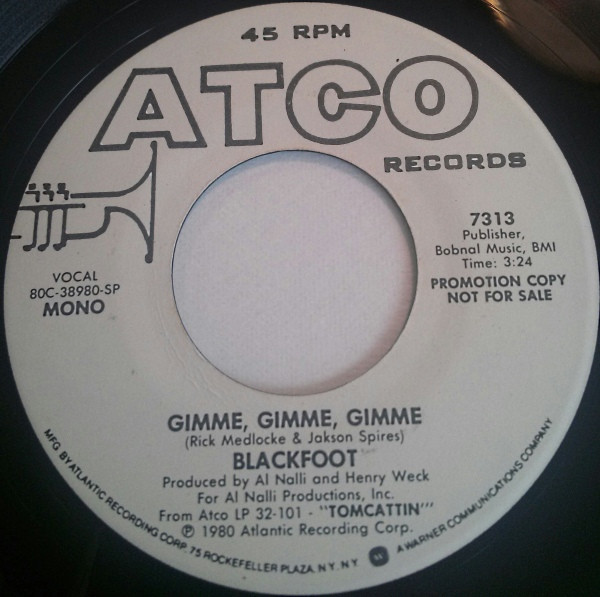 45 RPM
ATCO
RECORDS
7313
Publisher,
Bobnal Music, BMI
Time: 3:24
PROMOTION COPY
NOT FOR SALE
VOCAL
80C-38980-SP
MONO
GIMME, GIMME, GIMME
(Rick Medlocke & Jakson Spires)
BLACKFOOT
Produced by Al Nalli and Henry Weck
For Al Nalli Productions, Inc.
From Atco LP 32-101 - "TOMCATTIN'"
Ⓟ 1980 Atlantic Recording Corp.
MFG BY ATLANTIC RECORDING CORP. 75 ROCKEFELLER PLAZA, N.Y. N.Y. A WARNER COMMUNICATIONS COMPANY